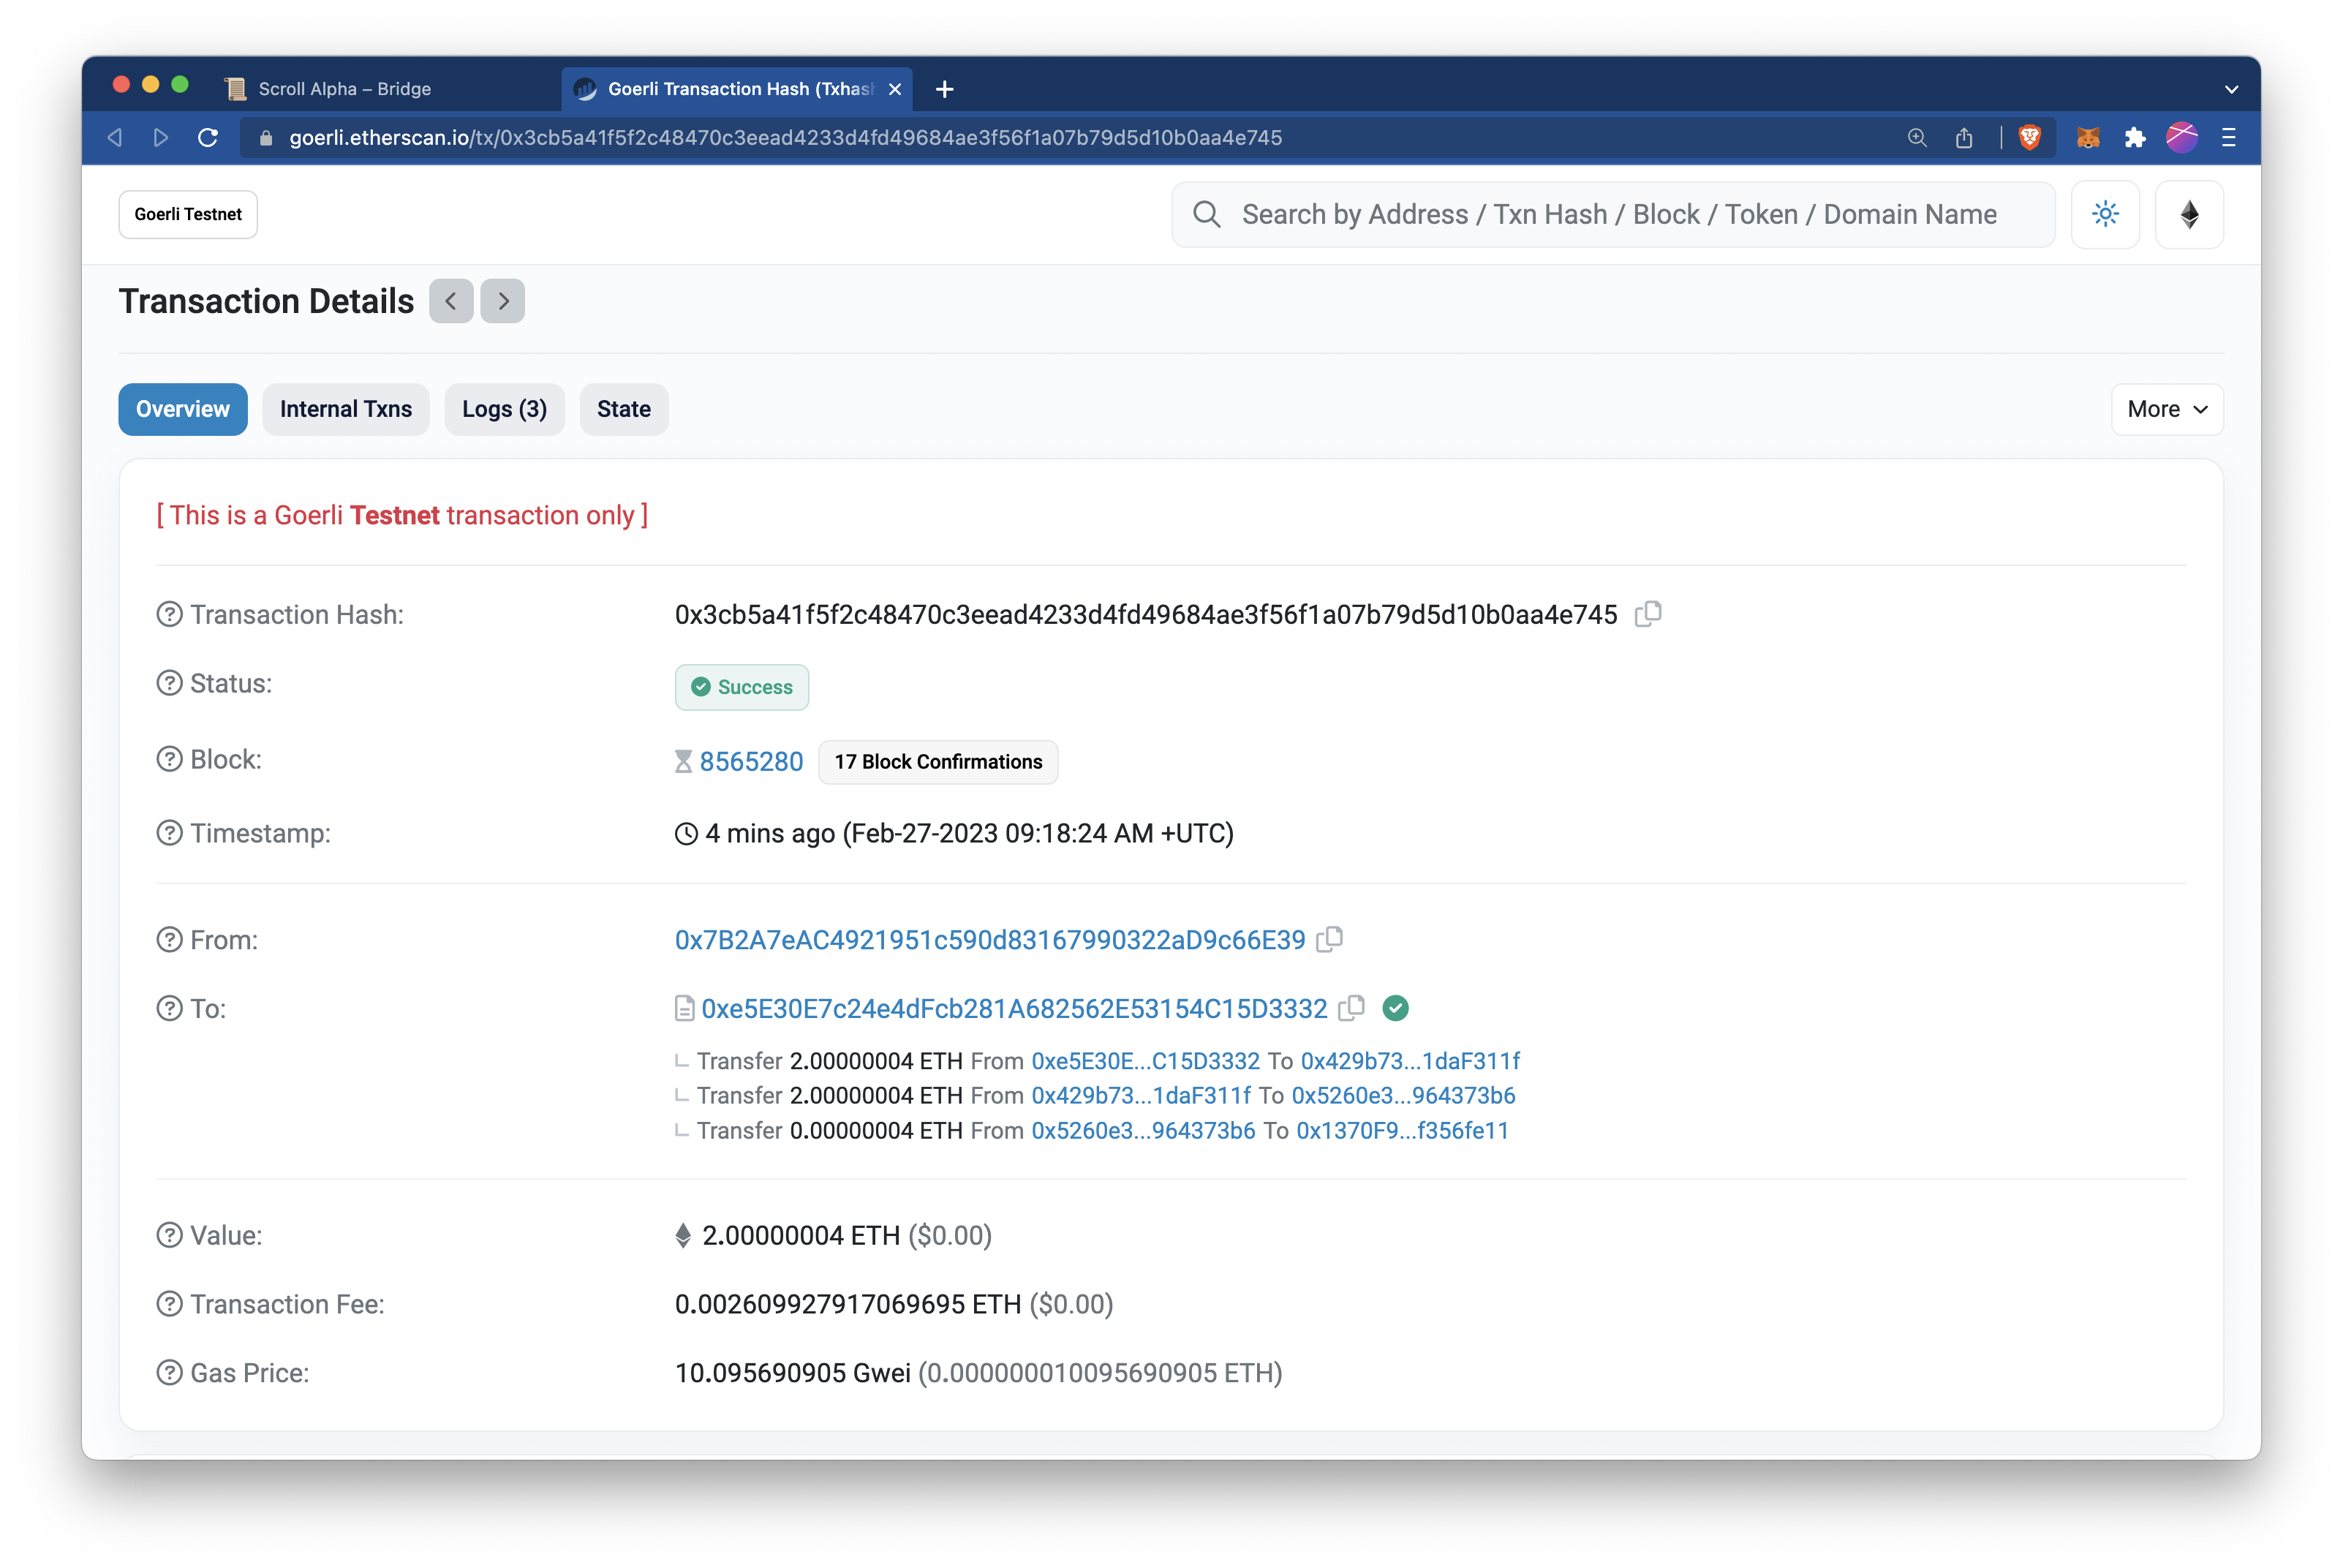 Scroll Alpha – Bridge
Goerli Transaction Hash (Txhash
goerli.etherscan.io/tx/0x3cb5a41f5f2c48470c3eead4233d4fd49684ae3f56f1a07b79d5d10b0aa4e745
Goerli Testnet
Search by Address / Txn Hash / Block / Token / Domain Name
Transaction Details
Overview
Internal Txns
Logs (3)
State
More
[ This is a Goerli Testnet transaction only ]
Transaction Hash:
0x3cb5a41f5f2c48470c3eead4233d4fd49684ae3f56f1a07b79d5d10b0aa4e745
Status:
Success
Block:
8565280
17 Block Confirmations
Timestamp:
4 mins ago (Feb-27-2023 09:18:24 AM +UTC)
From:
0x7B2A7eAC4921951c590d83167990322aD9c66E39
To:
0xe5E30E7c24e4dFcb281A682562E53154C15D3332
Transfer 2.00000004 ETH From 0xe5E30E...C15D3332 To 0x429b73...1daF311f
Transfer 2.00000004 ETH From 0x429b73...1daF311f To 0x5260e3...964373b6
Transfer 0.00000004 ETH From 0x5260e3...964373b6 To 0x1370F9...f356fe11
Value:
2.00000004 ETH ($0.00)
Transaction Fee:
0.002609927917069695 ETH ($0.00)
Gas Price:
10.095690905 Gwei (0.000000010095690905 ETH)